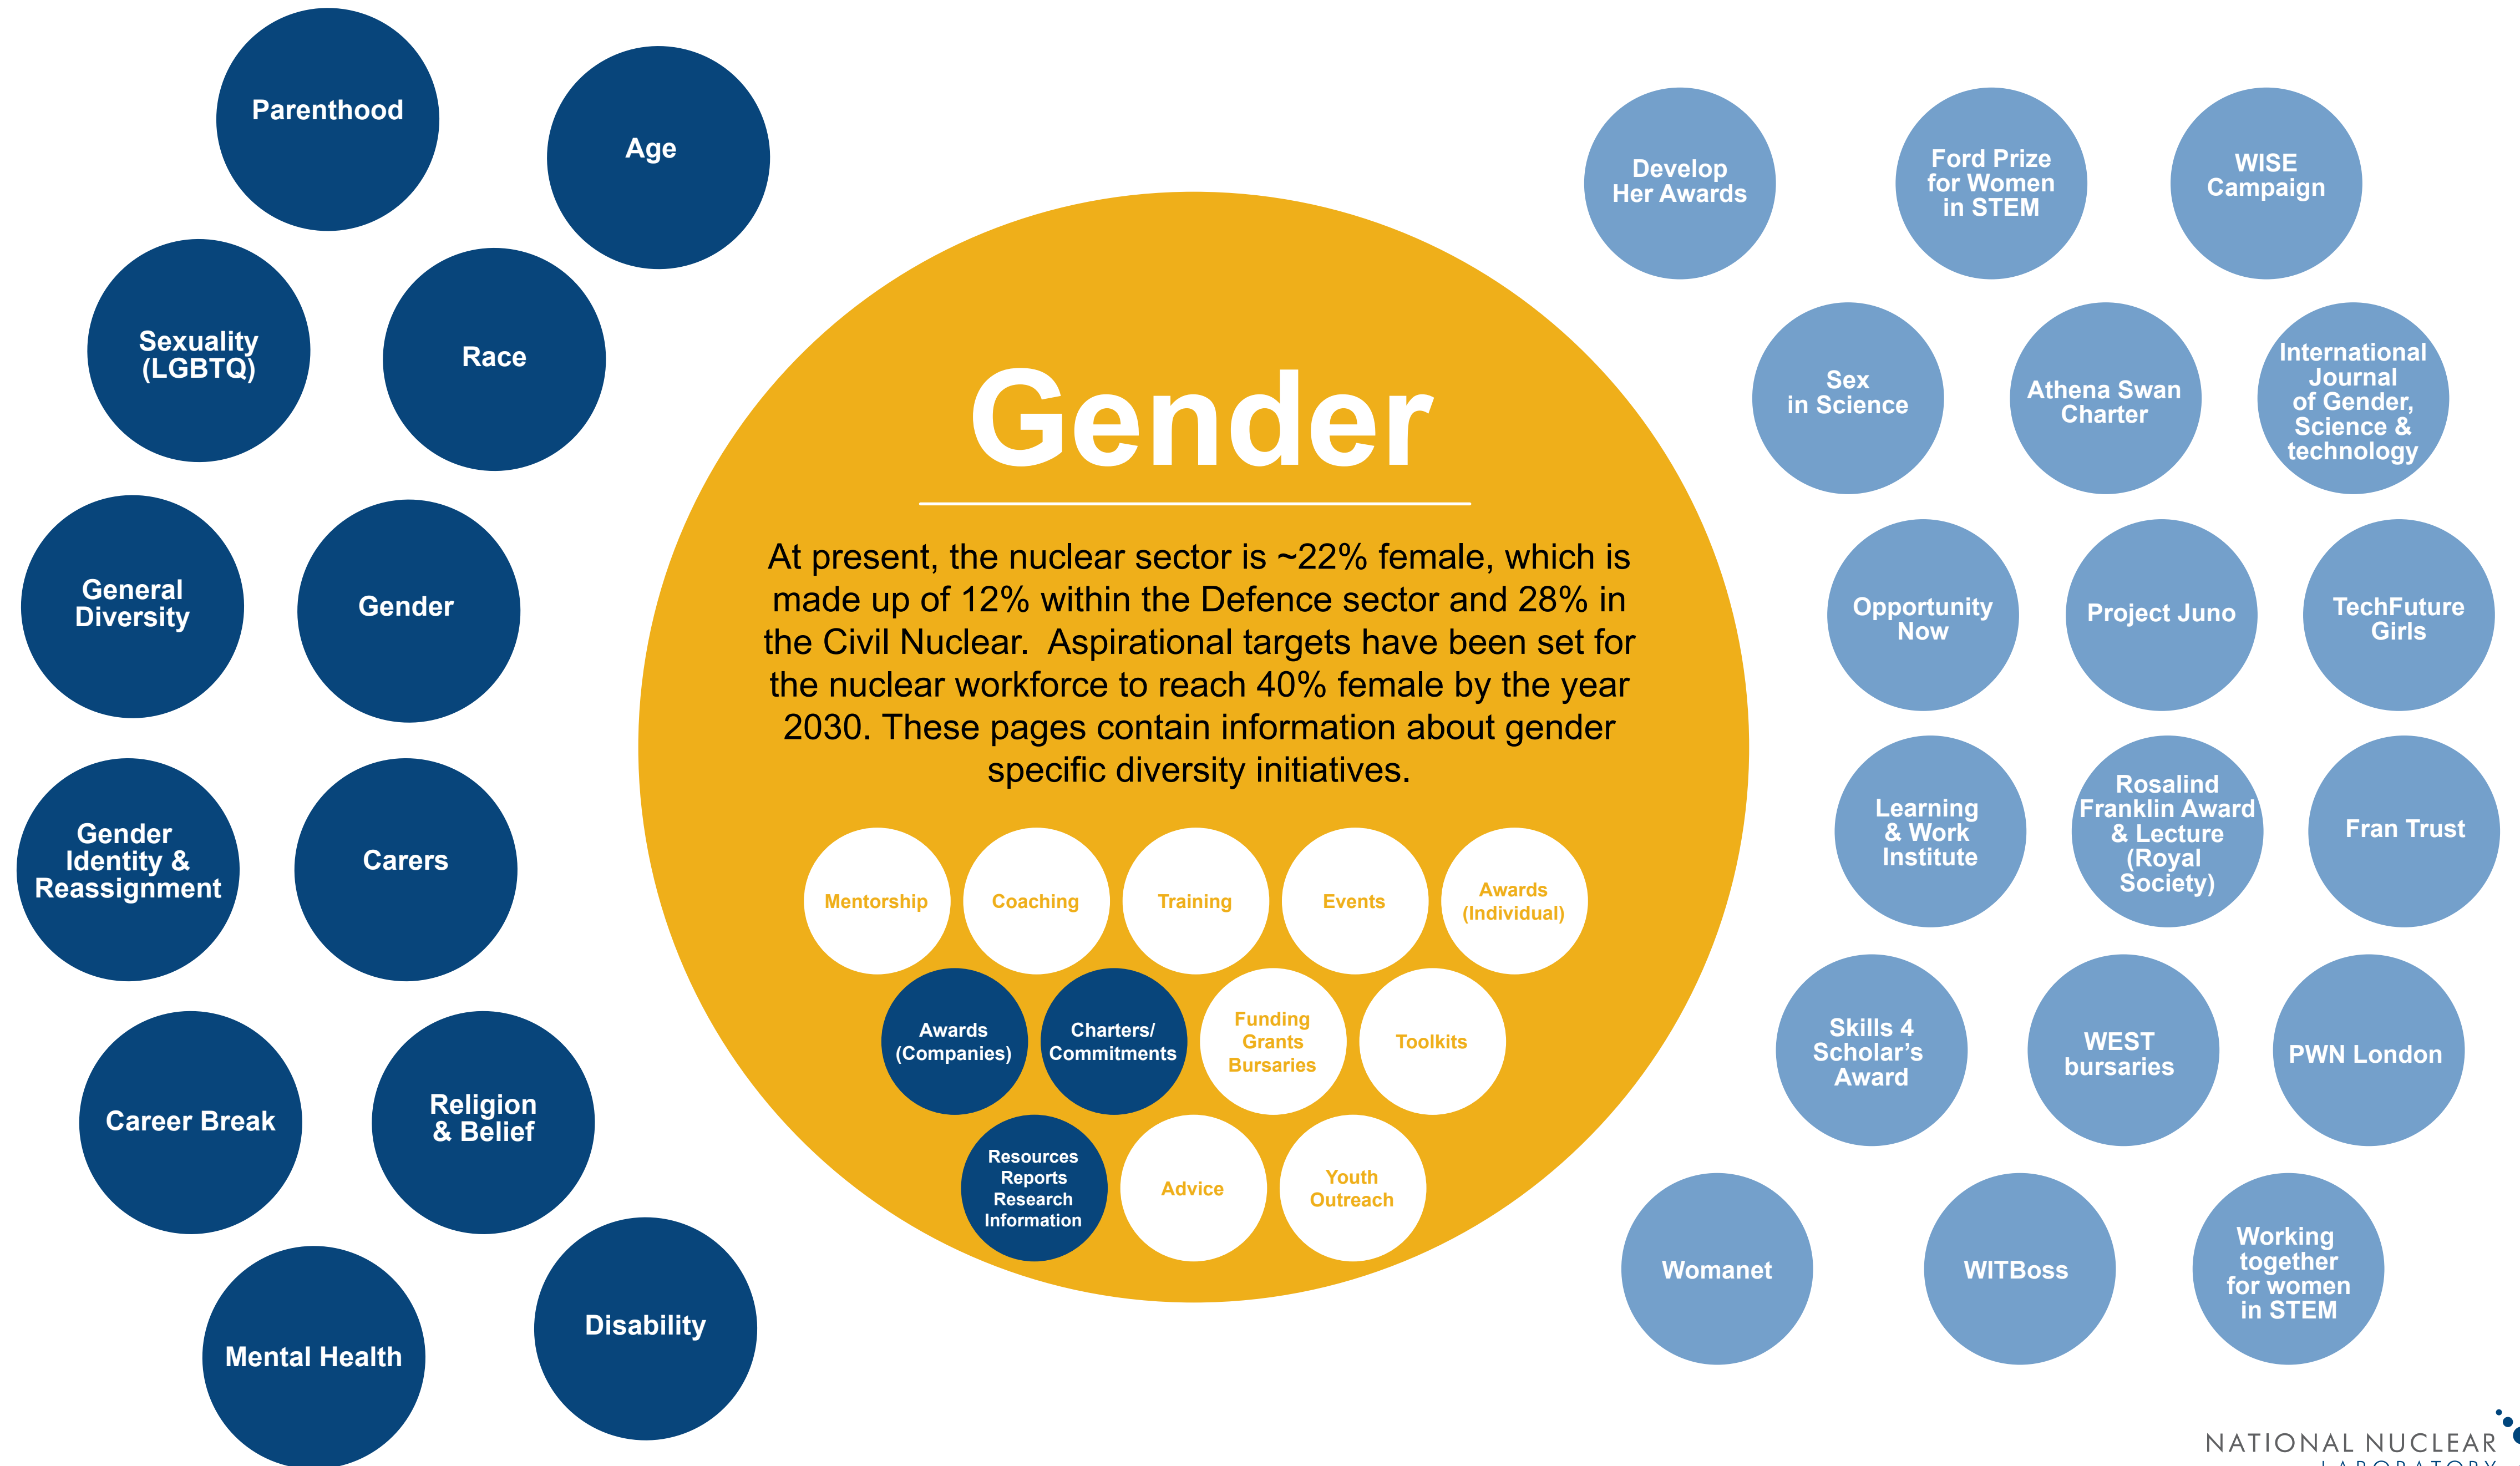 Parenthood
Age
Sexuality
(LGBTQ)
Race
General
Diversity
Gender
Gender
Identity &
Reassignment
Carers
Career Break
Religion
& Belief
Mental Health
Disability
Gender
At present, the nuclear sector is ~22% female, which is
made up of 12% within the Defence sector and 28% in
the Civil Nuclear.  Aspirational targets have been set for
the nuclear workforce to reach 40% female by the year
2030. These pages contain information about gender
specific diversity initiatives.
Mentorship
Coaching
Training
Events
Awards
(Individual)
Awards
(Companies)
Charters/
Commitments
Funding
Grants
Bursaries
Toolkits
Resources
Reports
Research
Information
Advice
Youth
Outreach
Develop
Her Awards
Ford Prize
for Women
in STEM
WISE
Campaign
Sex
in Science
Athena Swan
Charter
International
Journal
of Gender,
Science &
technology
Opportunity
Now
Project Juno
TechFuture
Girls
Learning
& Work
Institute
Rosalind
Franklin Award
& Lecture
(Royal
Society)
Fran Trust
Skills 4
Scholar’s
Award
WEST
bursaries
PWN London
Womanet
WITBoss
Working
together
for women
in STEM
NATIONAL NUCLEAR
LABORATORY